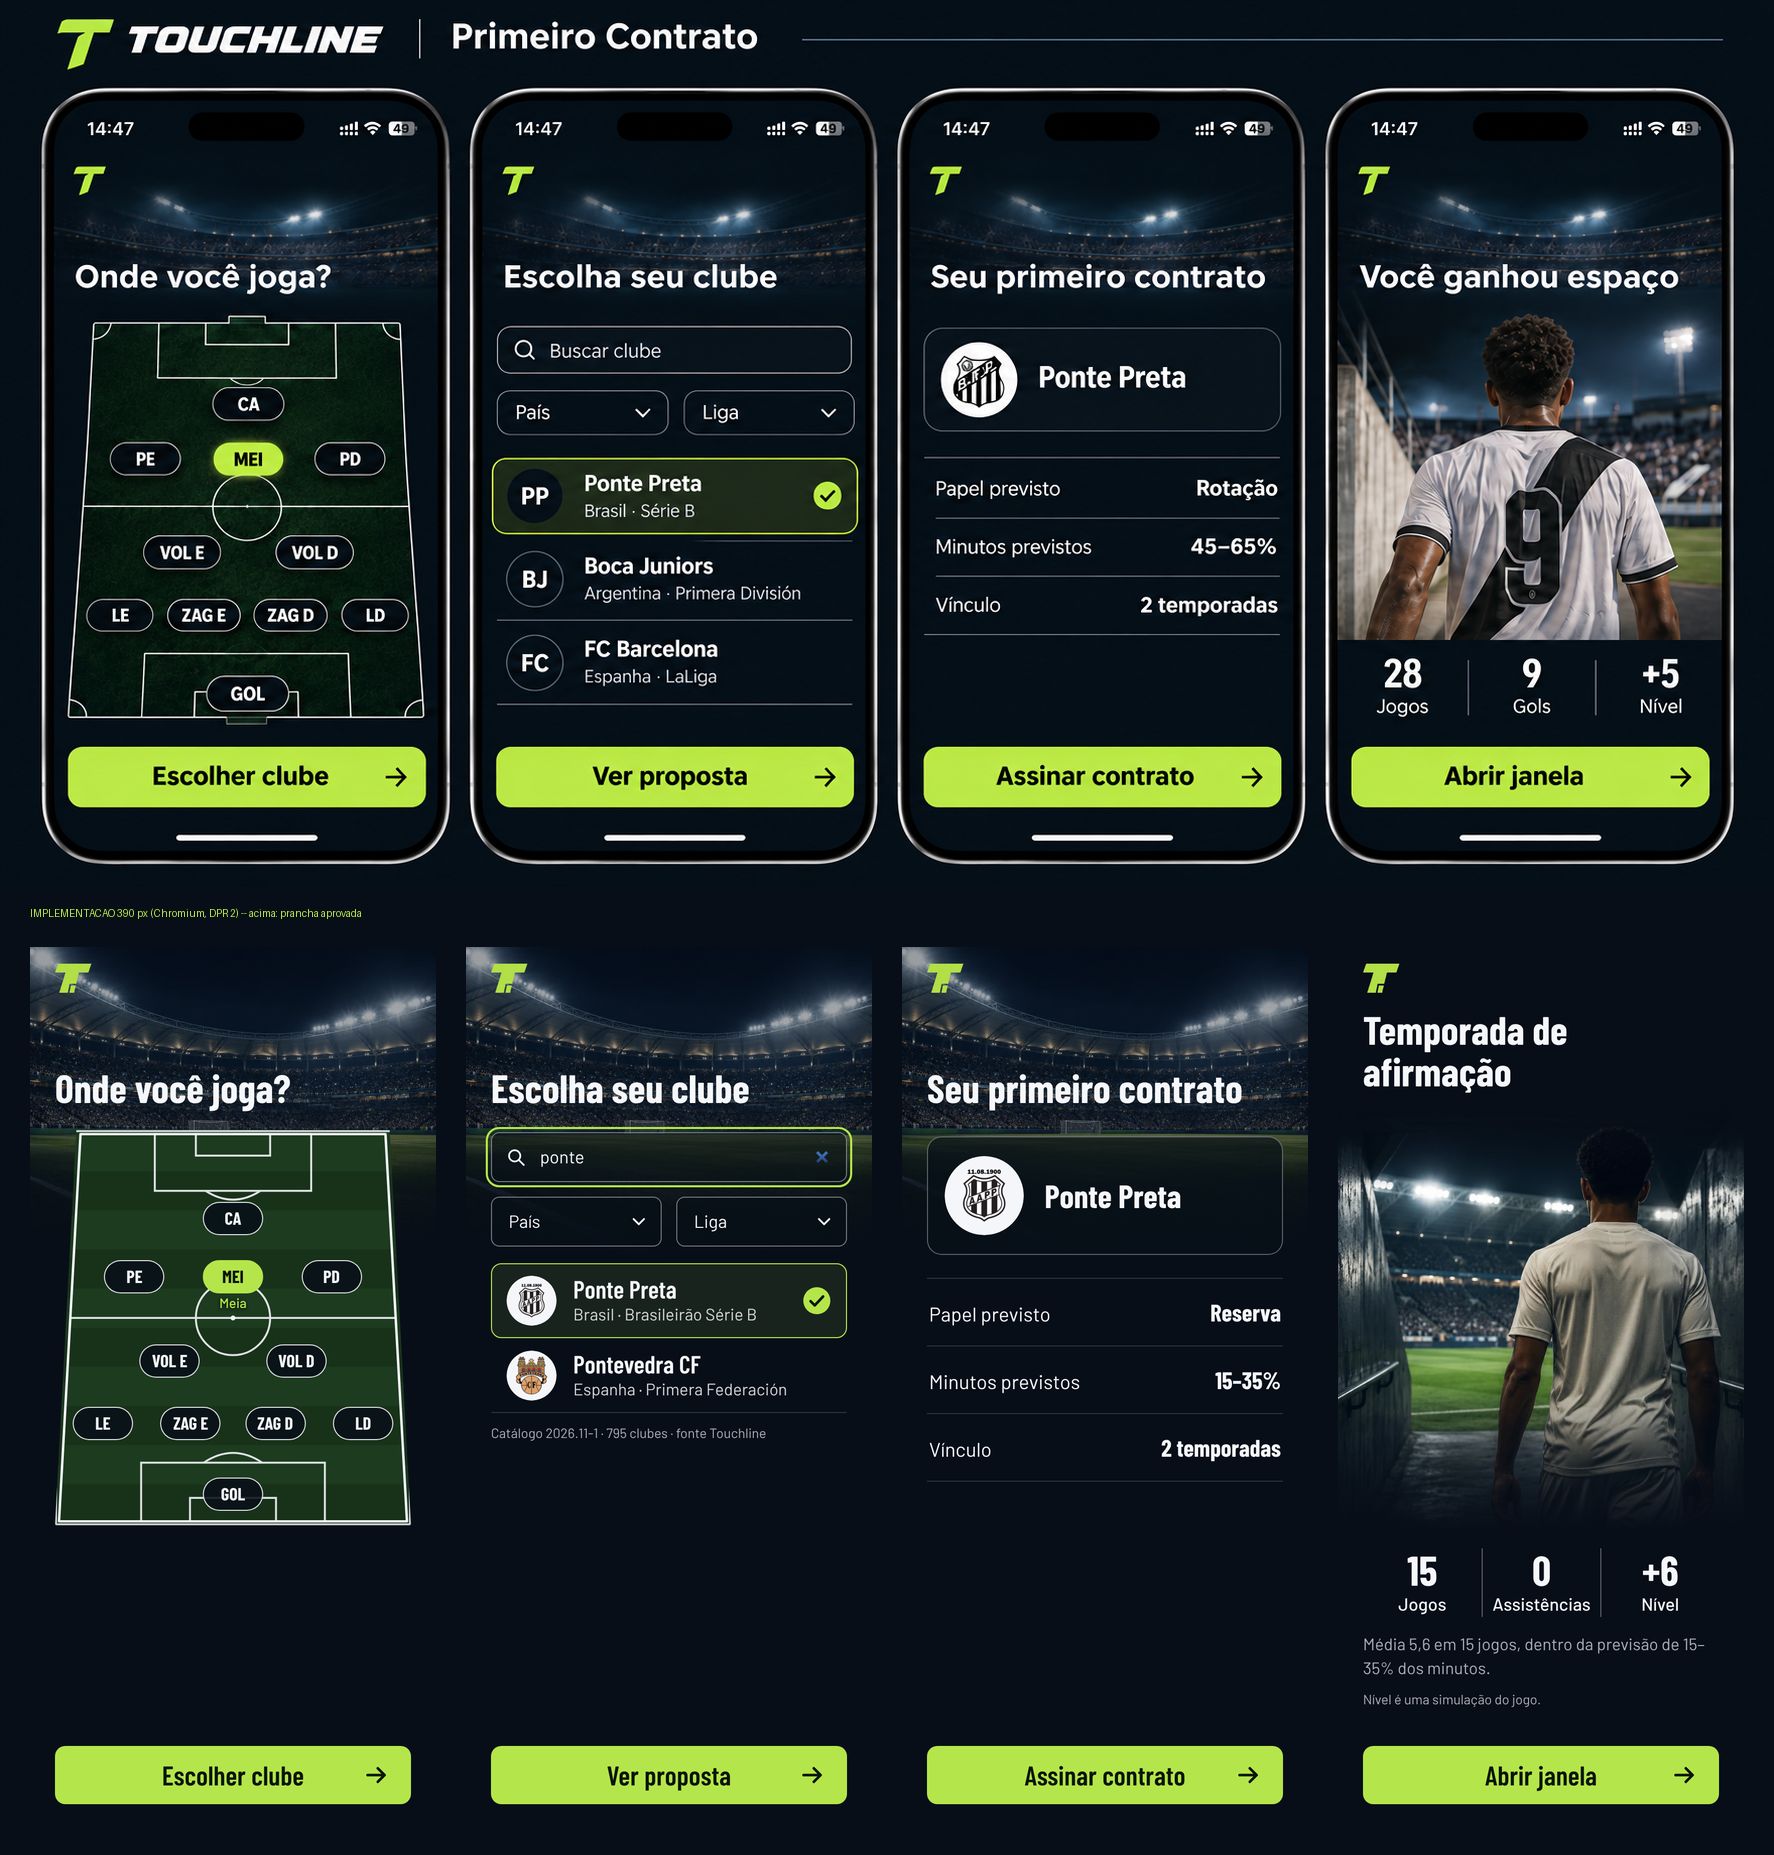 TOUCHLINE
Primeiro Contrato
14:47
49
Onde você joga?
CA
PE
MEI
PD
VOL E
VOL D
LE
ZAG E
ZAG D
LD
GOL
Escolher clube
14:47
49
Escolha seu clube
Buscar clube
País
Liga
PP
Ponte Preta
Brasil · Série B
BJ
Boca Juniors
Argentina · Primera División
FC
FC Barcelona
Espanha · LaLiga
Ver proposta
14:47
49
Seu primeiro contrato
Ponte Preta
Papel previsto
Rotação
Minutos previstos
45–65%
Vínculo
2 temporadas
Assinar contrato
14:47
49
Você ganhou espaço
9
28
Jogos
9
Gols
+5
Nível
Abrir janela
IMPLEMENTACAO 390 px (Chromium, DPR 2) -- acima: prancha aprovada
Onde você joga?
CA
PE
MEI
PD
Meia
VOL E
VOL D
LE
ZAG E
ZAG D
LD
GOL
Escolher clube
Escolha seu clube
ponte
País
Liga
Ponte Preta
Brasil · Brasileirão Série B
Pontevedra CF
Espanha · Primera Federación
Catálogo 2026.11-1 · 795 clubes · fonte Touchline
Ver proposta
Seu primeiro contrato
11.08.1900
AAPP
Ponte Preta
Papel previsto
Reserva
Minutos previstos
15–35%
Vínculo
2 temporadas
Assinar contrato
Temporada de
afirmação
15
Jogos
0
Assistências
+6
Nível
Média 5,6 em 15 jogos, dentro da previsão de 15–
35% dos minutos.
Nível é uma simulação do jogo.
Abrir janela